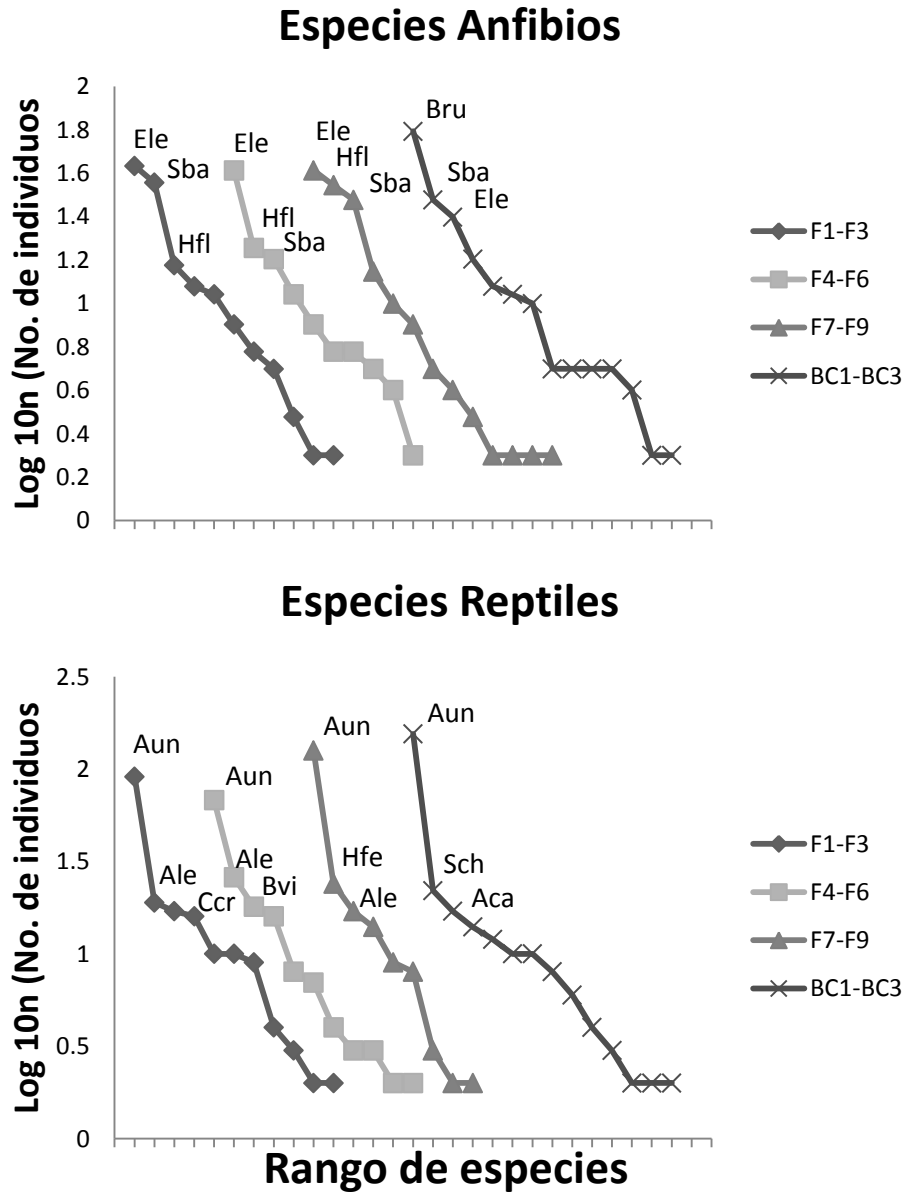 Especies Anfibios
Log 10n (No. de individuos
2
1.8
1.6
1.4
1.2
1
0.8
0.6
0.4
0.2
0
Ele
Sba
Hfl
Ele
Hfl
Sba
Ele
Hfl
Sba
Bru
Sba
Ele
F1-F3
F4-F6
F7-F9
BC1-BC3
Especies Reptiles
Log 10n (No. de individuos
2.5
2
1.5
1
0.5
0
Aun
Ale
Ccr
Aun
Ale
Bvi
Aun
Hfe
Ale
Aun
Sch
Aca
F1-F3
F4-F6
F7-F9
BC1-BC3
Rango de especies